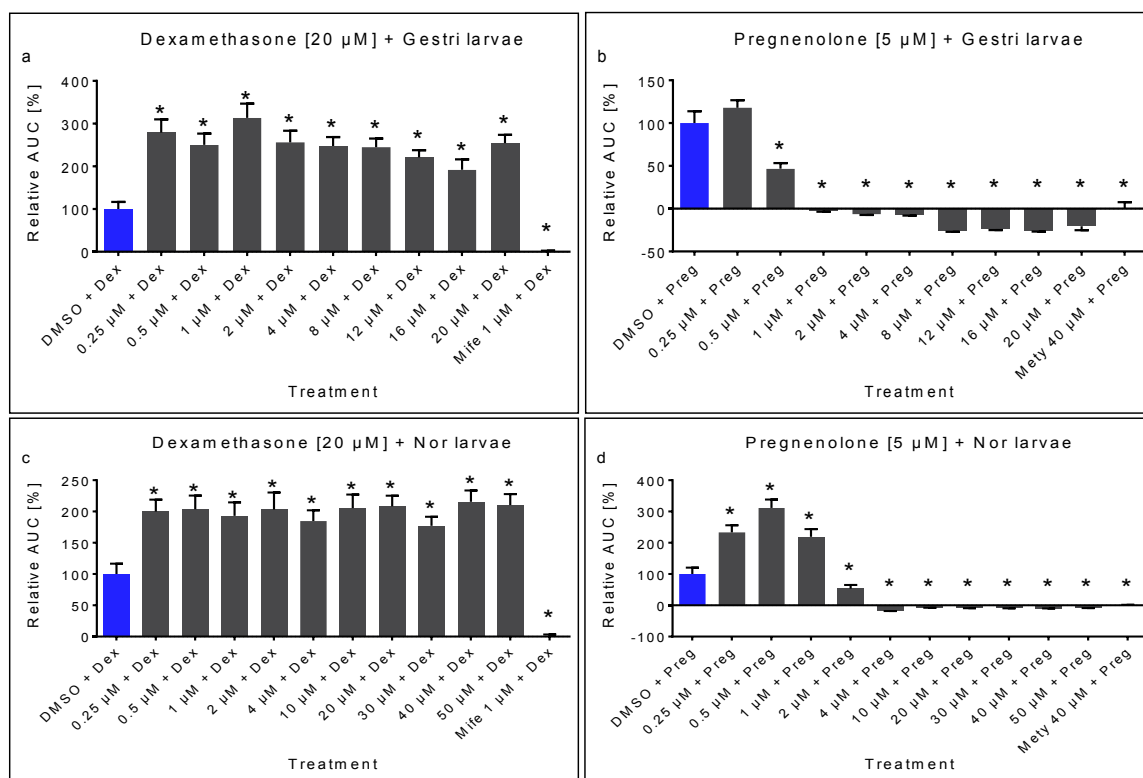 a
Dexamethasone [20 µM] + Gestri larvae
Relative AUC [%]
400
300
200
100
0
* * * * * * * * * *
DMSO + Dex
0.25 µM + Dex
0.5 µM + Dex
1 µM + Dex
2 µM + Dex
4 µM + Dex
8 µM + Dex
12 µM + Dex
16 µM + Dex
20 µM + Dex
Mife 1 µM + Dex
Treatment
b
Pregnenolone [5 µM] + Gestri larvae
Relative AUC [%]
150
100
50
0
-50
* * * * * * * * *
DMSO + Preg
0.25 µM + Preg
0.5 µM + Preg
1 µM + Preg
2 µM + Preg
4 µM + Preg
8 µM + Preg
12 µM + Preg
16 µM + Preg
20 µM + Preg
Mety 40 µM + Preg
Treatment
c
Dexamethasone [20 µM] + Nor larvae
Relative AUC [%]
250
200
150
100
50
0
* * * * * * * * * * *
DMSO + Dex
0.25 µM + Dex
0.5 µM + Dex
1 µM + Dex
2 µM + Dex
4 µM + Dex
10 µM + Dex
20 µM + Dex
30 µM + Dex
40 µM + Dex
50 µM + Dex
Mife 1 µM + Dex
Treatment
d
Pregnenolone [5 µM] + Nor larvae
Relative AUC [%]
400
300
200
100
0
-100
* * * * * * * * * * *
DMSO + Preg
0.25 µM + Preg
0.5 µM + Preg
1 µM + Preg
2 µM + Preg
4 µM + Preg
10 µM + Preg
20 µM + Preg
30 µM + Preg
40 µM + Preg
50 µM + Preg
Mety 40 µM + Preg
Treatment